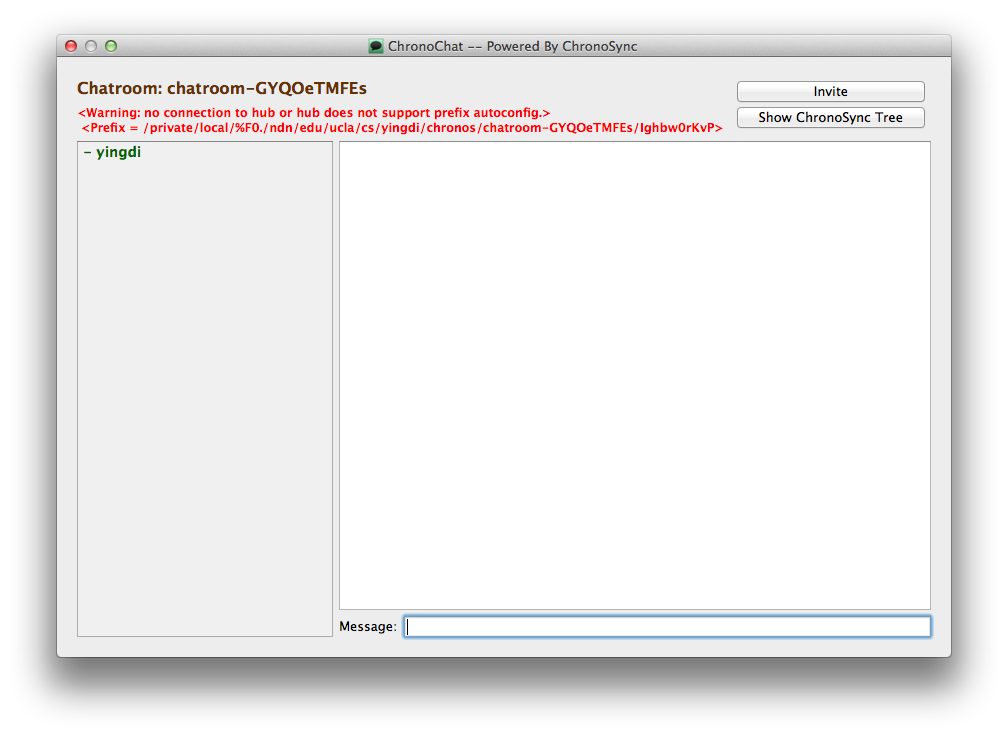 ChronoChat -- Powered By ChronoSync
Chatroom: chatroom-GYQOeTMFEs
Invite
<Warning: no connection to hub or hub does not support prefix autoconfig.>
<Prefix = /private/local/%F0./ndn/edu/ucla/cs/yingdi/chronos/chatroom-GYQOeTMFEs/Ighbw0rKvP>
Show ChronoSync Tree
- yingdi
Message: